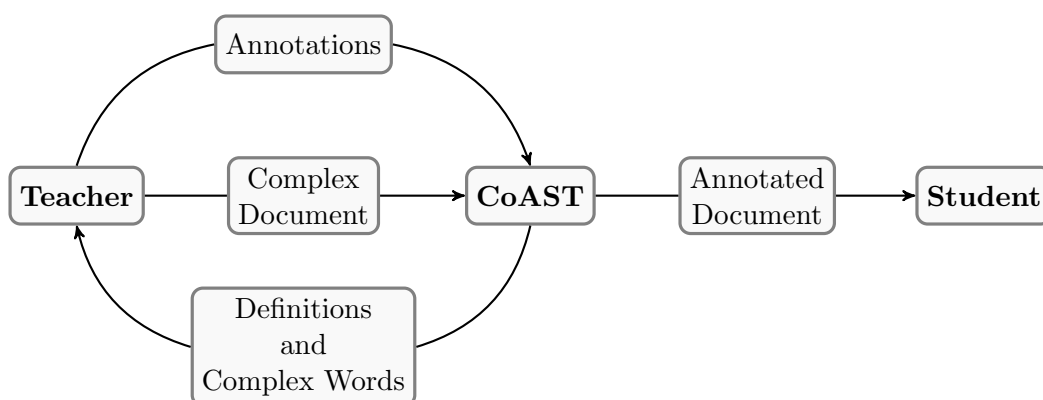 Annotations
Teacher
Complex
Document
CoAST
Annotated
Document
Student
Definitions
and
Complex Words